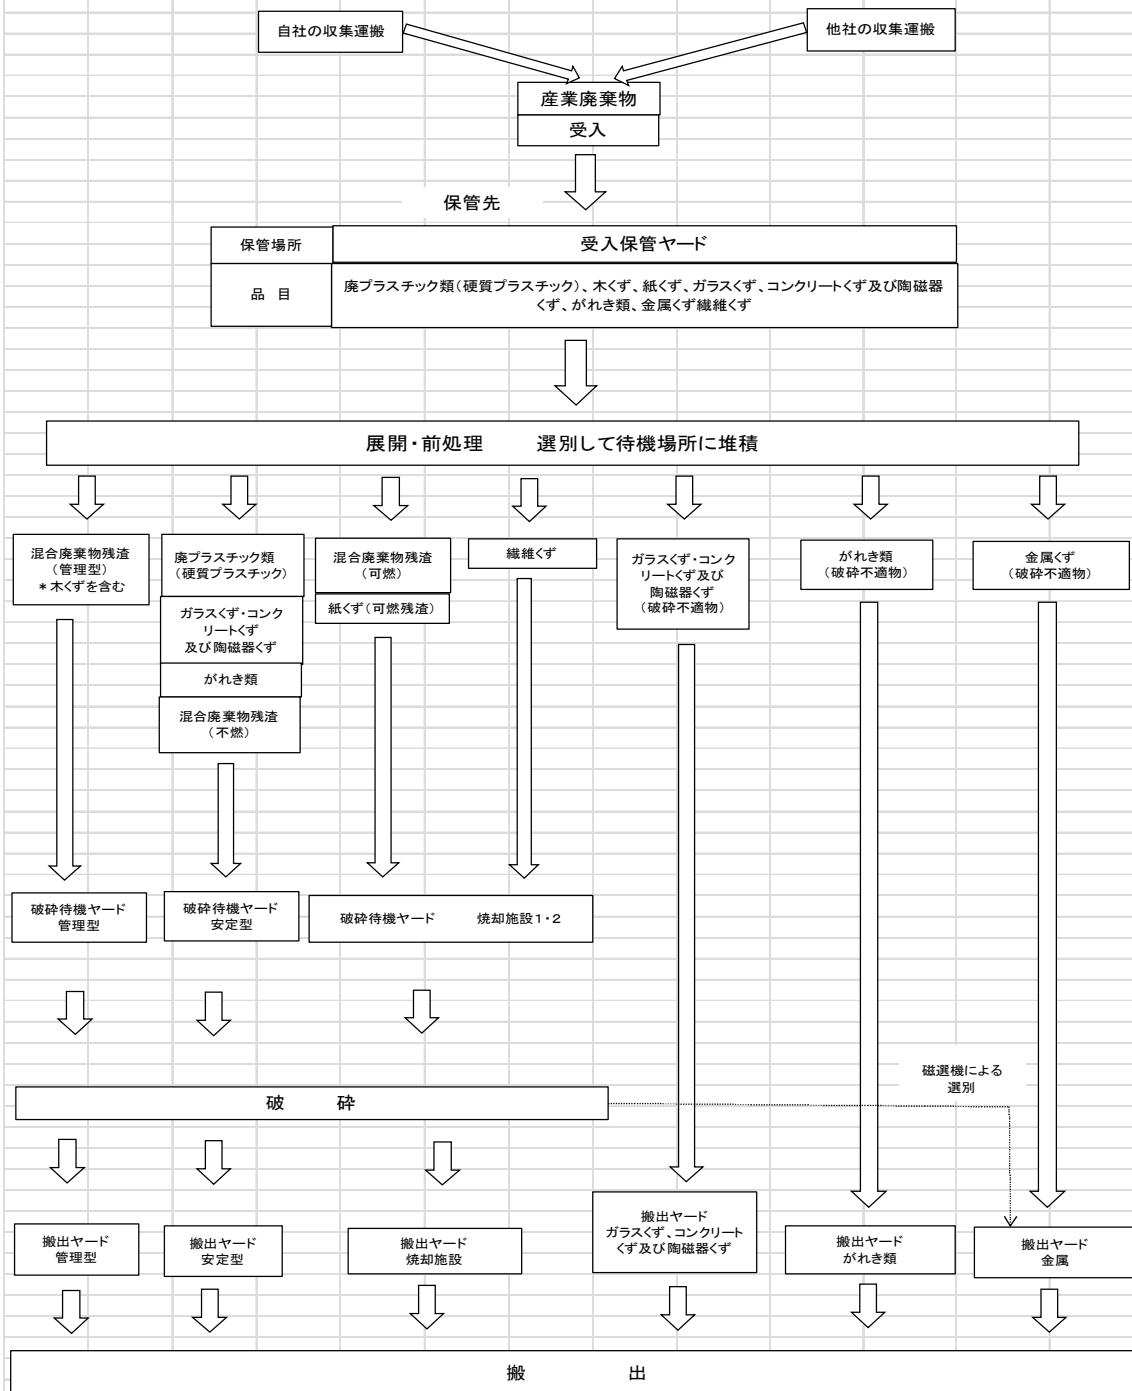 自社の収集運搬
他社の収集運搬
産業廃棄物
受入
保管先
保管場所
受入保管ヤード
品 目
廃プラスチック類(硬質プラスチック)、木くず、紙くず、ガラスくず、コンクリートくず及び陶磁器
くず、がれき類、金属くず繊維くず
展開・前処理 選別して待機場所に堆積
混合廃棄物残渣
(管理型)
*木くずを含む
廃プラスチック類
(硬質プラスチック)
ガラスくず・コンク
リートくず
及び陶磁器くず
がれき類
混合廃棄物残渣
(不燃)
混合廃棄物残渣
(可燃)
紙くず(可燃残渣)
繊維くず
ガラスくず・コンク
リートくず及び
陶磁器くず
(破砕不適物)
がれき類
(破砕不適物)
金属くず
(破砕不適物)
破砕待機ヤード
管理型
破砕待機ヤード
安定型
破砕待機ヤード 焼却施設1・2
磁選機による
選別
破 砕
搬出ヤード
管理型
搬出ヤード
安定型
搬出ヤード
焼却施設
搬出ヤード
ガラスくず、コンクリート
くず及び陶磁器くず
搬出ヤード
がれき類
搬出ヤード
金属
搬 出